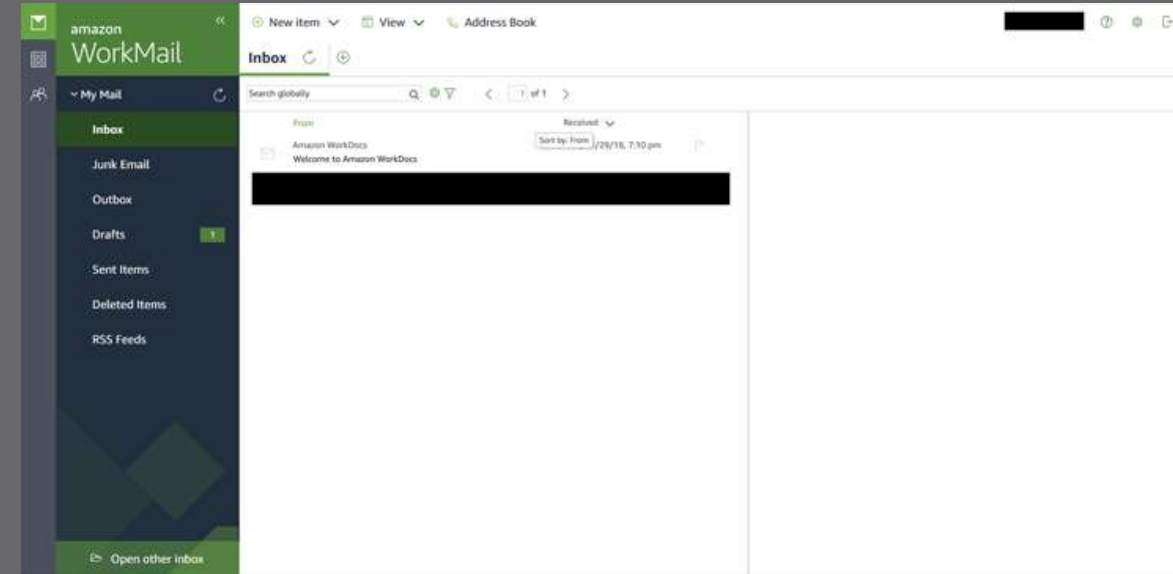 amazon
WorkMail
New item
View
Address Book
Inbox
My Mail
Search globally
1 of 1
Inbox
Junk Email
Outbox
Drafts 1
Sent Items
Deleted Items
RSS Feeds
Open other inbox
From
Received
Sort by: From
/29/18, 7:10 pm
Amazon WorkDocs
Welcome to Amazon WorkDocs